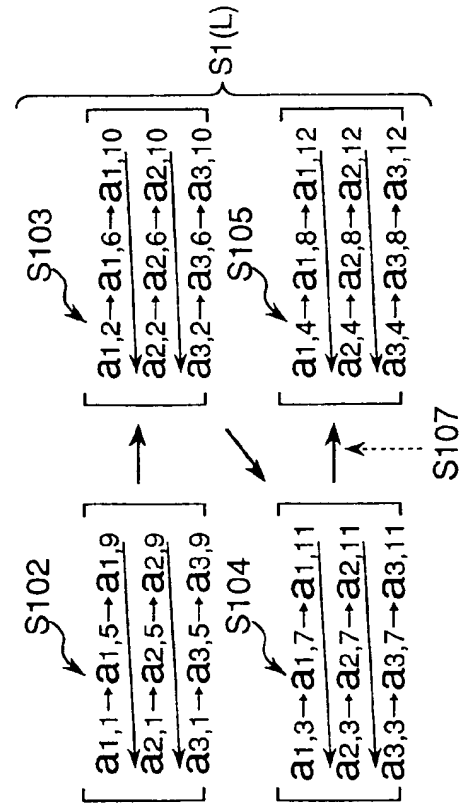 S102
a1,1→a1,5→a1,9
a2,1→a2,5→a2,9
a3,1→a3,5→a3,9
S103
a1,2→a1,6→a1,10
a2,2→a2,6→a2,10
a3,2→a3,6→a3,10
S104
a1,3→a1,7→a1,11
a2,3→a2,7→a2,11
a3,3→a3,7→a3,11
S105
a1,4→a1,8→a1,12
a2,4→a2,8→a2,12
a3,4→a3,8→a3,12
S107
S1(L)